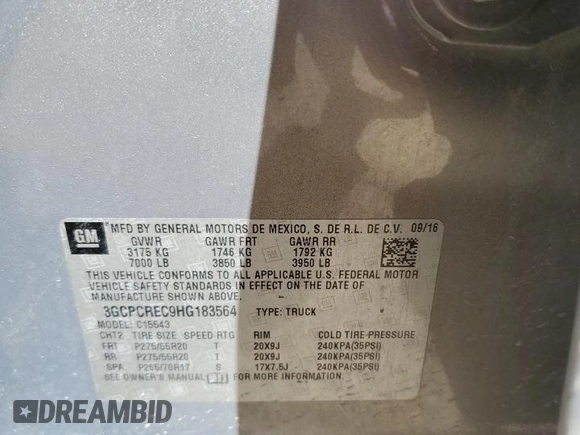 GM
MFD BY GENERAL MOTORS DE MEXICO, S. DE R.L. DE C.V. 09/16
GVWR GAWR FRT GAWR RR
3175 KG 1746 KG 1792 KG
7000 LB 3850 LB 3950 LB
THIS VEHICLE CONFORMS TO ALL APPLICABLE U.S. FEDERAL MOTOR
VEHICLE SAFETY STANDARDS IN EFFECT ON THE DATE OF
MANUFACTURE SHOWN ABOVE.
3GCPCREC9HG183564 TYPE: TRUCK
MODEL: C15543
CHT2 TIRE SIZE SPEED RTG RIM COLD TIRE-PRESSURE
FRT P275/55R20 T 20X9J 240KPA(35PSI)
RR P275/55R20 T 20X9J 240KPA(35PSI)
SPA P265/70R17 S 17X7.5J 240KPA(35PSI)
SEE OWNER'S MANUAL FOR ADDITIONAL INFORMATION
DREAMBID